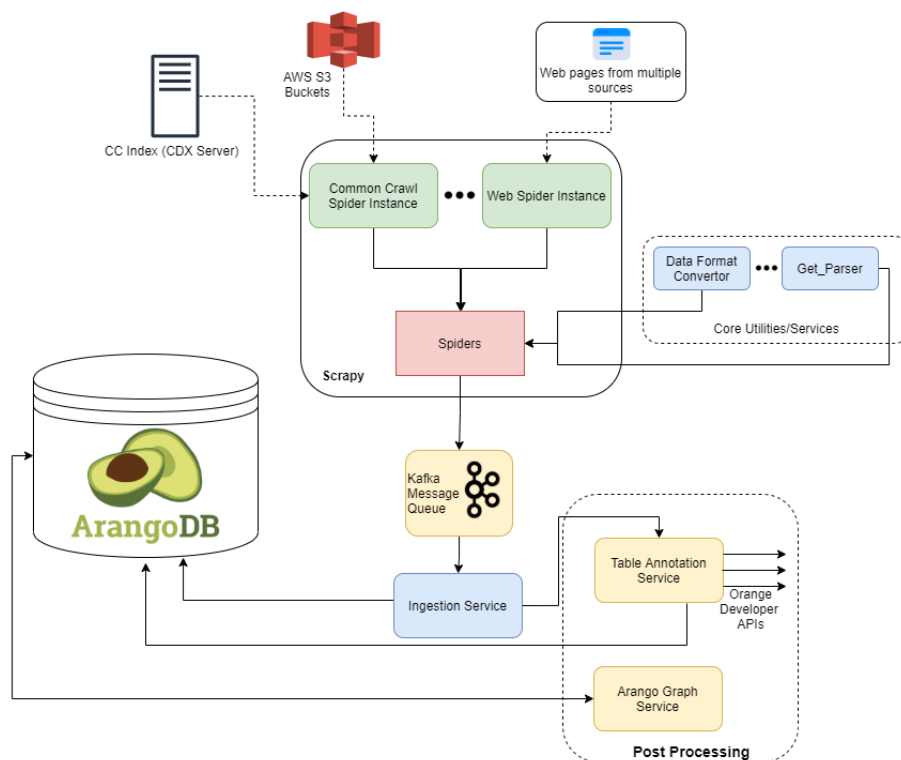 AWS S3
Buckets
Web pages from multiple
sources
CC Index (CDX Server)
Common Crawl
Spider Instance
Web Spider Instance
Data Format
Convertor
Get_Parser
Core Utilities/Services
Spiders
Scrapy
ArangoDB
Kafka
Message
Queue
Ingestion Service
Table Annotation
Service
Orange
Developer
APIs
Arango Graph
Service
Post Processing